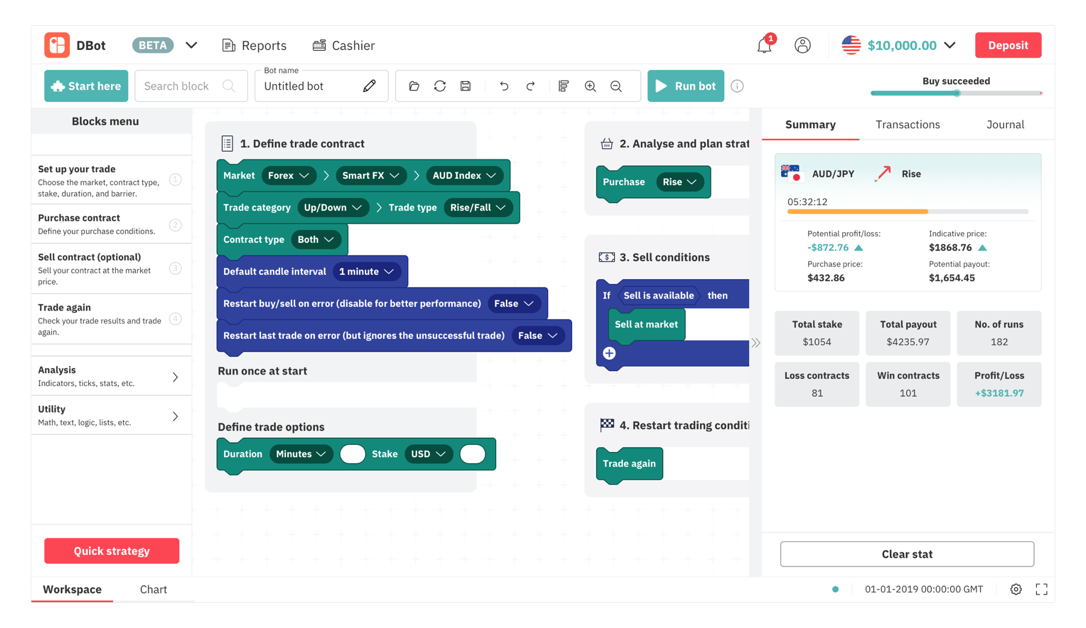 DBot
BETA
Reports
Cashier
1
$10,000.00
Deposit
Start here
Search block
Bot name
Untitled bot
Run bot
Buy succeeded
Blocks menu
Set up your trade
Choose the market, contract type,
stake, duration, and barrier.
1
Purchase contract
Define your purchase conditions.
2
Sell contract (optional)
Sell your contract at the market
price.
3
Trade again
Check your trade results and trade
again.
4
Analysis
Indicators, ticks, stats, etc.
Utility
Math, text, logic, lists, etc.
Quick strategy
1. Define trade contract
Market Forex Smart FX AUD Index
Trade category Up/Down Trade type Rise/Fall
Contract type Both
Default candle interval 1 minute
Restart buy/sell on error (disable for better performance) False
Restart last trade on error (but ignores the unsuccessful trade) False
Run once at start
Define trade options
Duration Minutes Stake USD
2. Analyse and plan strat
Purchase Rise
3. Sell conditions
If Sell is available then
Sell at market
4. Restart trading conditi
Trade again
Summary
Transactions
Journal
AUD/JPY
Rise
05:32:12
Potential profit/loss:
-$872.76
Indicative price:
$1868.76
Purchase price:
$432.86
Potential payout:
$1,654.45
Total stake
$1054
Total payout
$4235.97
No. of runs
182
Loss contracts
81
Win contracts
101
Profit/Loss
+$3181.97
Clear stat
Workspace
Chart
01-01-2019 00:00:00 GMT